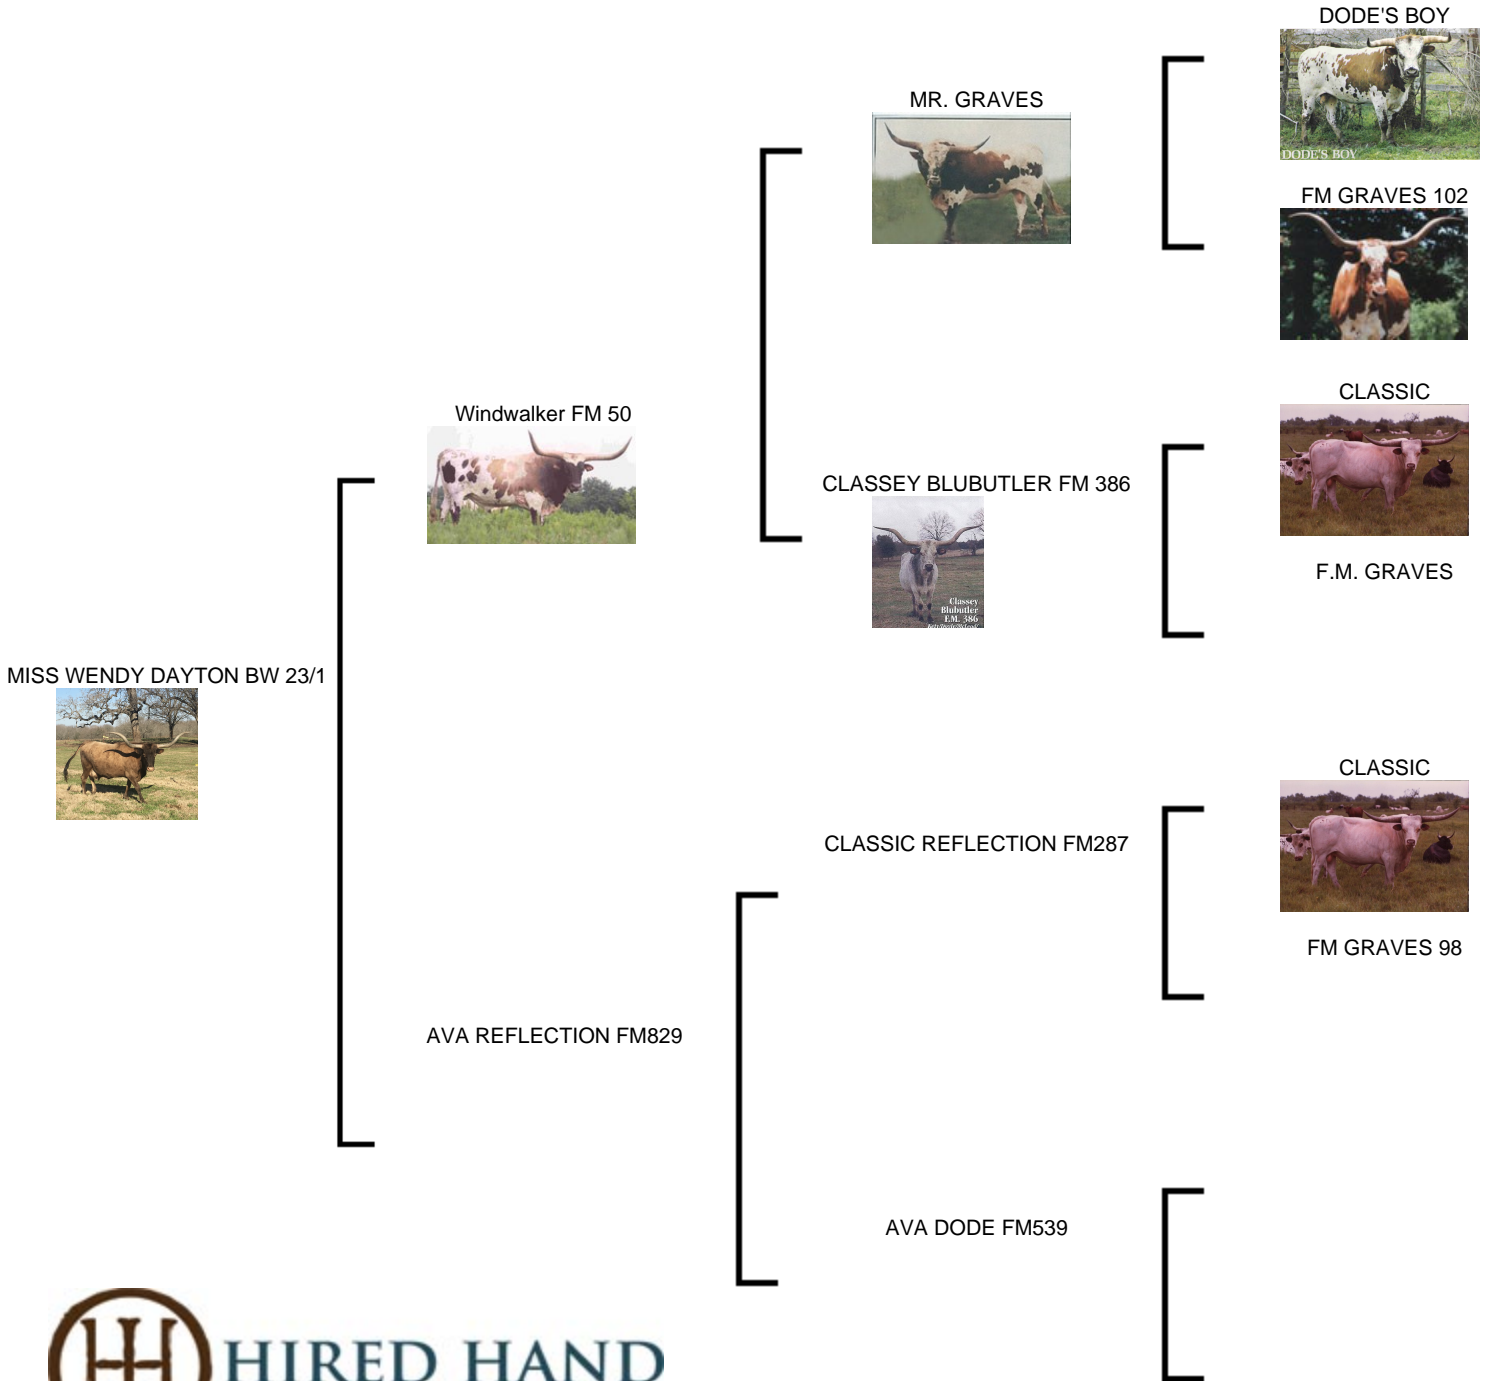 DODE'S BOY
DODE'S BOY
MR. GRAVES
FM GRAVES 102
CLASSIC
Windwalker FM 50
CLASSEY BLUBUTLER FM 386
Classey
Blubutler
F.M. 386
F.M. GRAVES
MISS WENDY DAYTON BW 23/1
CLASSIC
CLASSIC REFLECTION FM287
FM GRAVES 98
AVA REFLECTION FM829
AVA DODE FM539
HIRED HAND